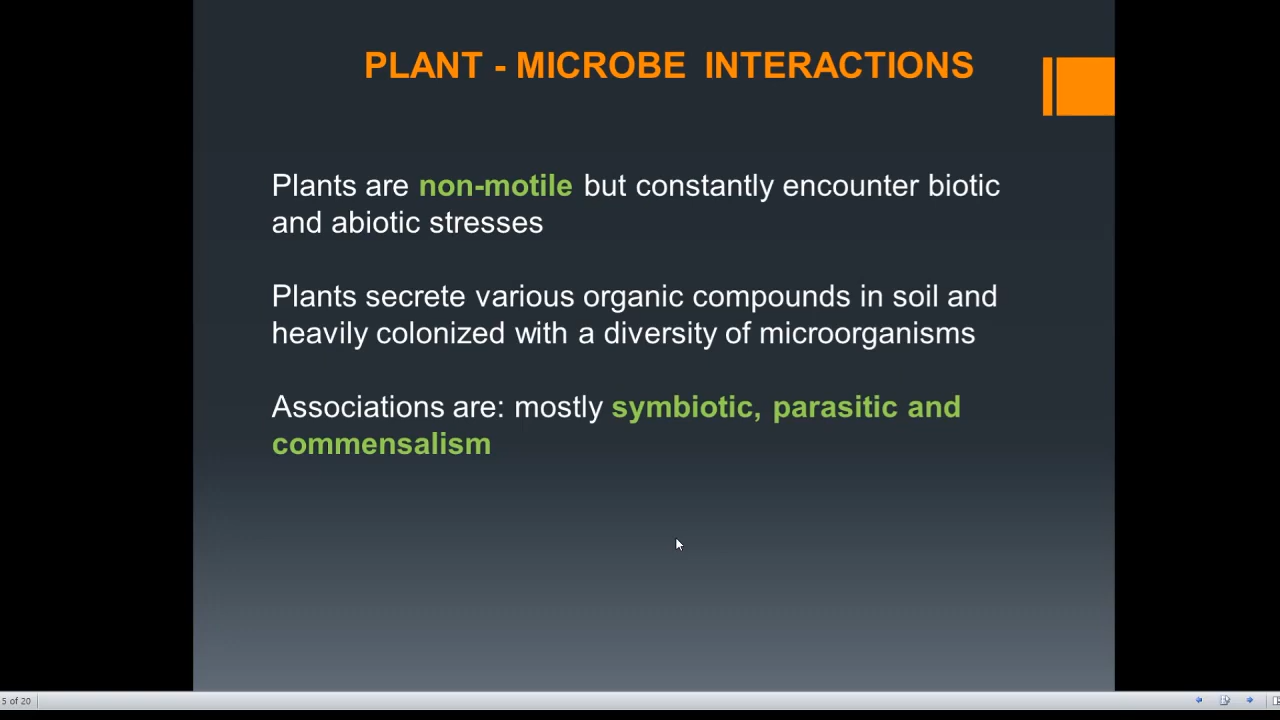 PLANT - MICROBE INTERACTIONS
Plants are non-motile but constantly encounter biotic
and abiotic stresses
Plants secrete various organic compounds in soil and
heavily colonized with a diversity of microorganisms
Associations are: mostly symbiotic, parasitic and
commensalism
5 of 20